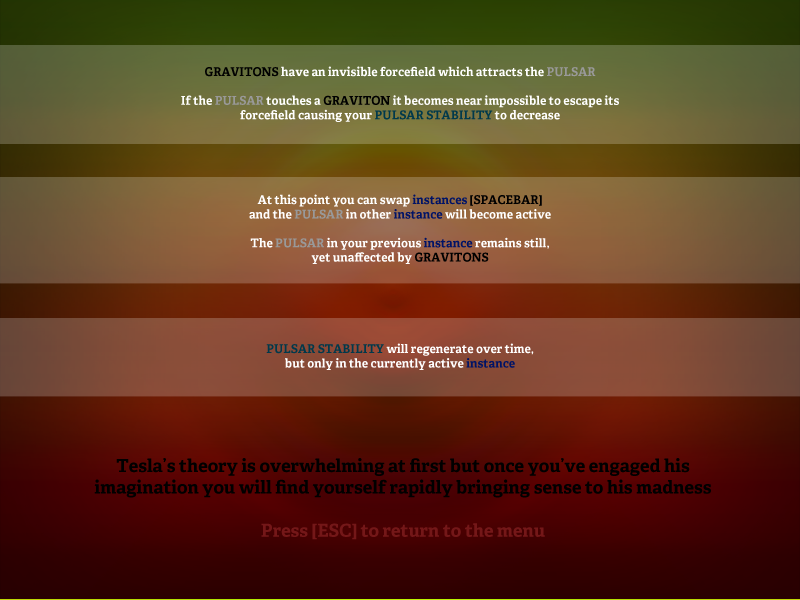 GRAVITONS have an invisible forcefield which attracts the PULSAR
If the PULSAR touches a GRAVITON it becomes near impossible to escape its
forcefield causing your PULSAR STABILITY to decrease
At this point you can swap instances [SPACEBAR]
and the PULSAR in other instance will become active
The PULSAR in your previous instance remains still,
yet unaffected by GRAVITONS
PULSAR STABILITY will regenerate over time,
but only in the currently active instance
Tesla's theory is overwhelming at first but once you've engaged his
imagination you will find yourself rapidly bringing sense to his madness
Press [ESC] to return to the menu